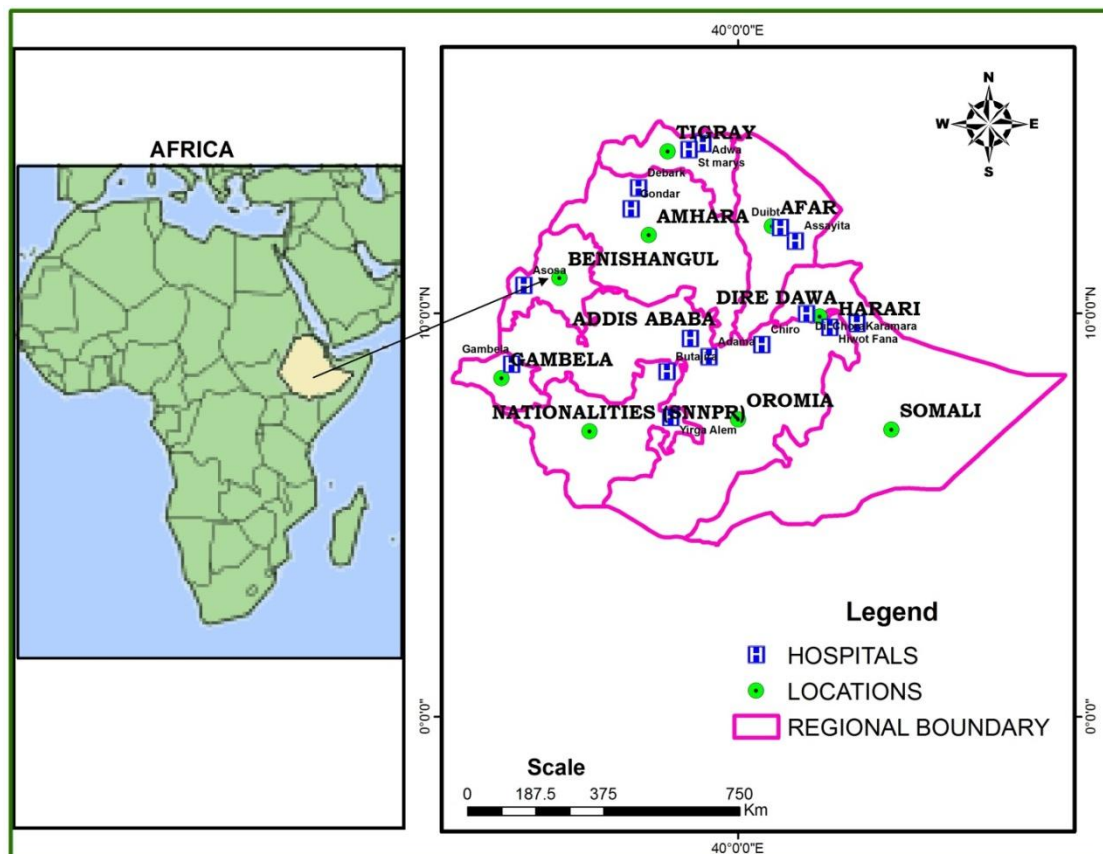 AFRICA
40°0'0"E
N
W
E
S
TIGRAY
Adwa
St marys
Debark
Gondar
AMHARA
Duibt
AFAR
Assayita
BENISHANGUL
Asosa
DIRE DAWA
HARARI
ADDIS ABABA
Dil Chora
Karamara
Chiro
Hiwot Fana
Adama
Butajira
Gambela
GAMBELA
NATIONALITIES (SNNPR)
OROMIA
SOMALI
Yirga Alem
10°0'0"N
10°0'0"N
0°0'0"
0°0'0"
Legend
HOSPITALS
LOCATIONS
REGIONAL BOUNDARY
Scale
0 187.5 375 750
Km
40°0'0"E